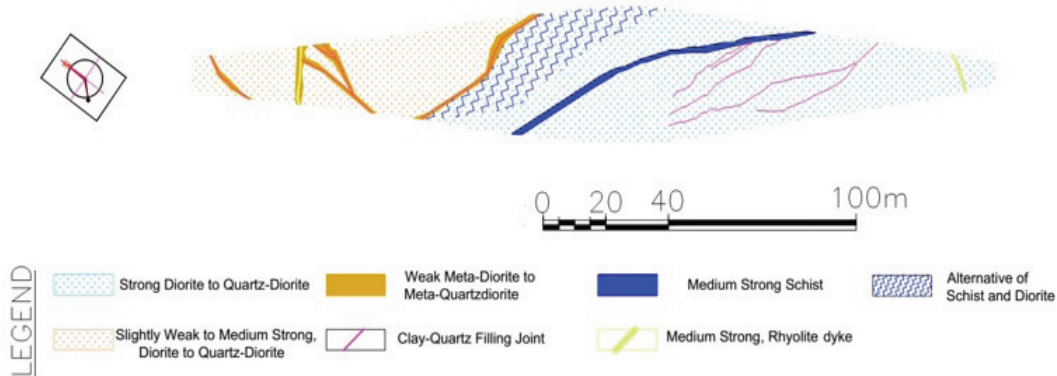 0 20 40 100m
LEGEND
Strong Diorite to Quartz-Diorite
Weak Meta-Diorite to
Meta-Quartzdiorite
Medium Strong Schist
Alternative of
Schist and Diorite
Slightly Weak to Medium Strong,
Diorite to Quartz-Diorite
Clay-Quartz Filling Joint
Medium Strong, Rhyolite dyke